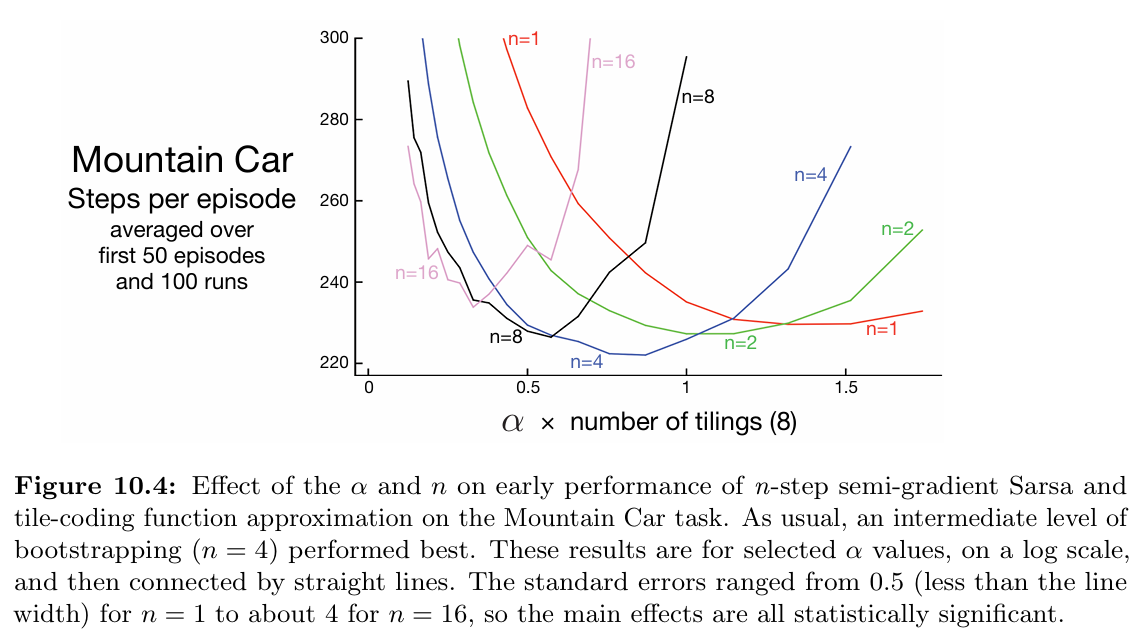 Mountain Car
Steps per episode
averaged over
first 50 episodes
and 100 runs
300
280
260
240
220
n=1
n=16
n=8
n=4
n=2
n=16
n=8
n=4
n=2
n=1
0
0.5
1
1.5
α × number of tilings (8)
Figure 10.4: Effect of the α and n on early performance of n-step semi-gradient Sarsa and
tile-coding function approximation on the Mountain Car task. As usual, an intermediate level of
bootstrapping (n = 4) performed best. These results are for selected α values, on a log scale,
and then connected by straight lines. The standard errors ranged from 0.5 (less than the line
width) for n = 1 to about 4 for n = 16, so the main effects are all statistically significant.